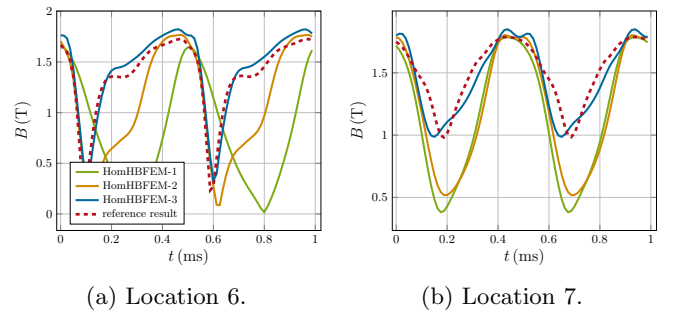 2
1.5
1
0.5
0
B (T)
HomHBFEM-1
HomHBFEM-2
HomHBFEM-3
reference result
0 0.2 0.4 0.6 0.8 1
t (ms)
(a) Location 6.
1.5
1
0.5
B (T)
0 0.2 0.4 0.6 0.8 1
t (ms)
(b) Location 7.